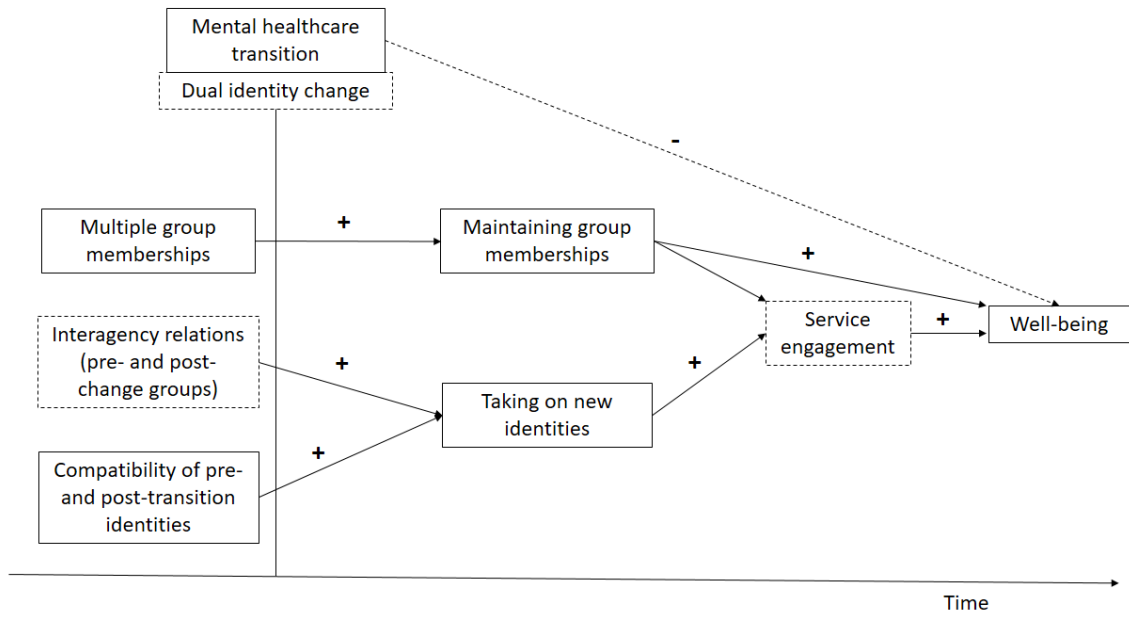 Mental healthcare
transition
Dual identity change
-
Multiple group
memberships
+
Maintaining group
memberships
+
Interagency relations
(pre- and post-
change groups)
+
Service
engagement
+
Well-being
+
Taking on new
identities
+
Compatibility of pre-
and post-transition
identities
Time